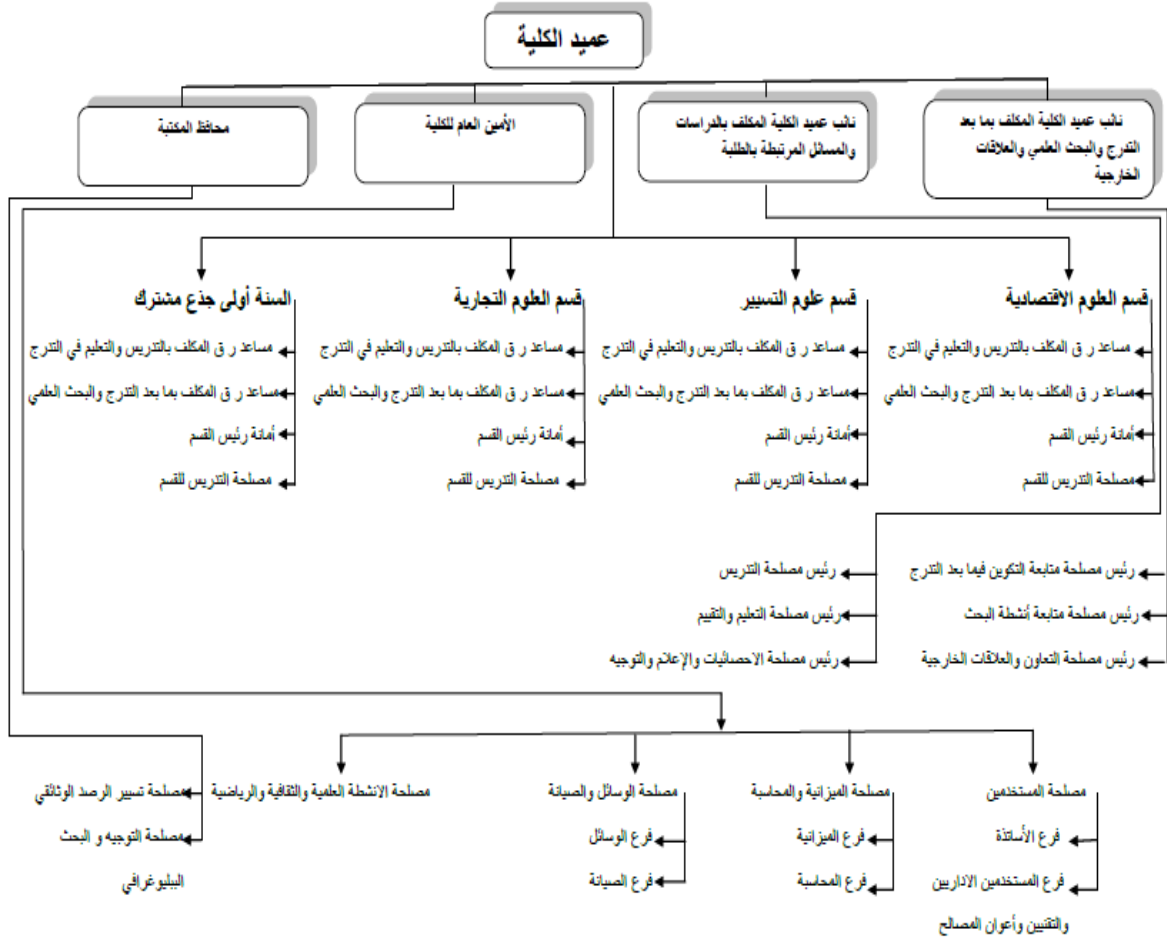 عميد الكلية
نائب عميد الكلية المكلف بما بعد
التدرج والبحث العلمي والعلاقات
الخارجية
نائب عميد الكلية المكلف بالدراسات
والمسائل المرتبطة بالطلبة
الأمين العام للكلية
محافظ المكتبة
قسم العلوم الاقتصادية
مساعد ر ق المكلف بالتدريس والتعليم في التدرج
مساعد ر ق المكلف بما بعد التدرج والبحث العلمي
أمانة رئيس القسم
مصلحة التدريس للقسم
قسم علوم التسيير
مساعد ر ق المكلف بالتدريس والتعليم في التدرج
مساعد ر ق المكلف بما بعد التدرج والبحث العلمي
أمانة رئيس القسم
مصلحة التدريس للقسم
قسم العلوم التجارية
مساعد ر ق المكلف بالتدريس والتعليم في التدرج
مساعد ر ق المكلف بما بعد التدرج والبحث العلمي
أمانة رئيس القسم
مصلحة التدريس للقسم
السنة أولى جذع مشترك
مساعد ر ق المكلف بالتدريس والتعليم في التدرج
مساعد ر ق المكلف بما بعد التدرج والبحث العلمي
أمانة رئيس القسم
مصلحة التدريس للقسم
رئيس مصلحة متابعة التكوين فيما بعد التدرج
رئيس مصلحة متابعة أنشطة البحث
رئيس مصلحة التعاون والعلاقات الخارجية
رئيس مصلحة التدريس
رئيس مصلحة التعليم والتقييم
رئيس مصلحة الاحصائيات والإعلام والتوجيه
مصلحة المستخدمين
فرع الأساتذة
فرع المستخدمين الاداريين
والتقنيين وأعوان المصالح
مصلحة الميزانية والمحاسبة
فرع الميزانية
فرع المحاسبة
مصلحة الوسائل والصيانة
فرع الوسائل
فرع الصيانة
مصلحة الانشطة العلمية والثقافية والرياضية
مصلحة تسيير الرصد الوثائقي
مصلحة التوجيه و البحث
الببليوغرافي